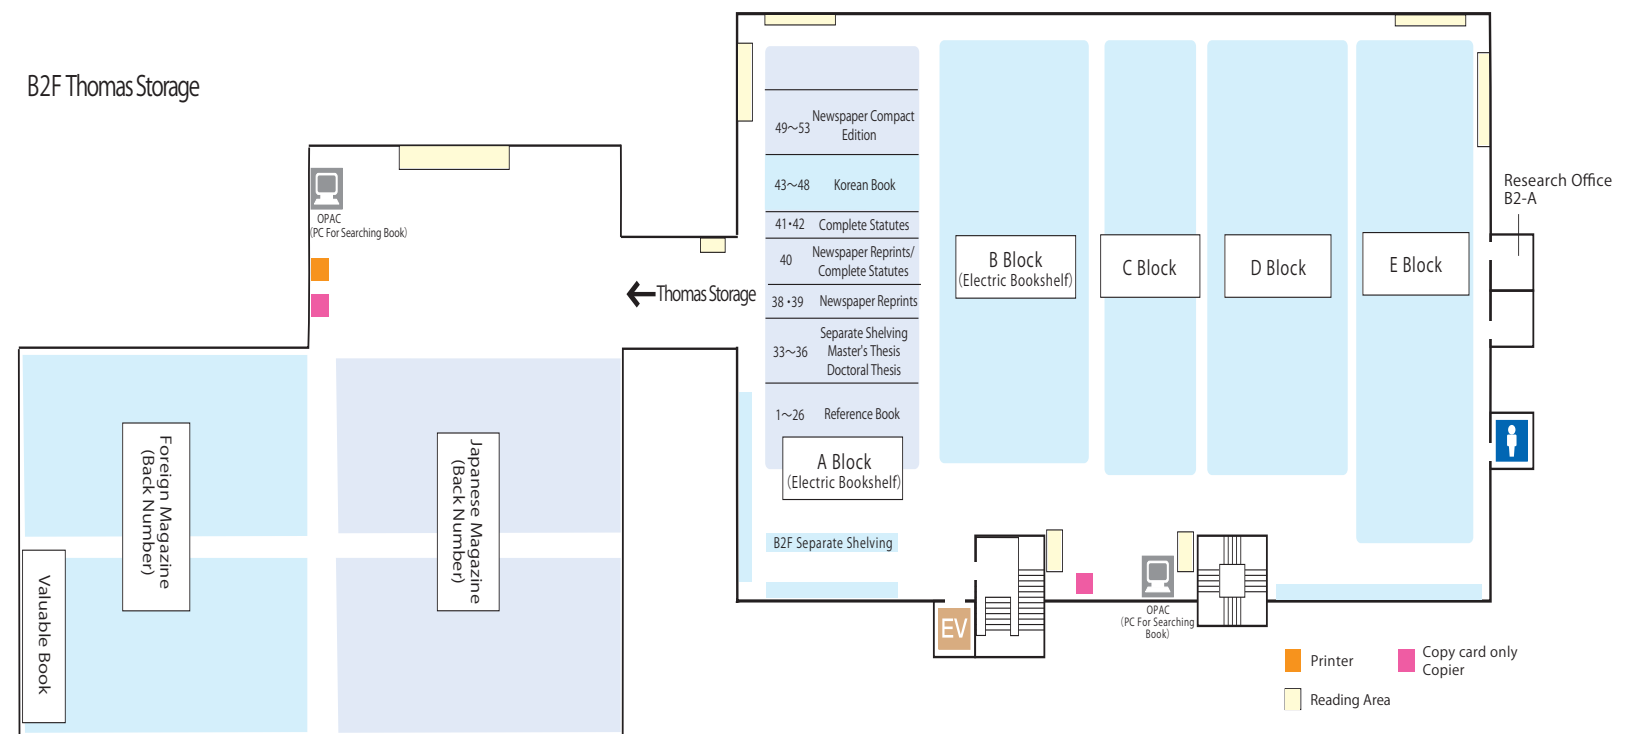 B2F Thomas Storage
OPAC
(PC For Searching Book)
← Thomas Storage
Foreign Magazine
(Back Number)
Japanese Magazine
(Back Number)
Valuable Book
49～53 Newspaper Compact
Edition
43～48 Korean Book
41・42 Complete Statutes
40 Newspaper Reprints/
Complete Statutes
38・39 Newspaper Reprints
33～36 Separate Shelving
Master's Thesis
Doctoral Thesis
1～26 Reference Book
A Block
(Electric Bookshelf)
B2F Separate Shelving
B Block
(Electric Bookshelf)
C Block
D Block
E Block
Research Office
B2-A
EV
OPAC
(PC For Searching
Book)
Printer
Copy card only
Copier
Reading Area